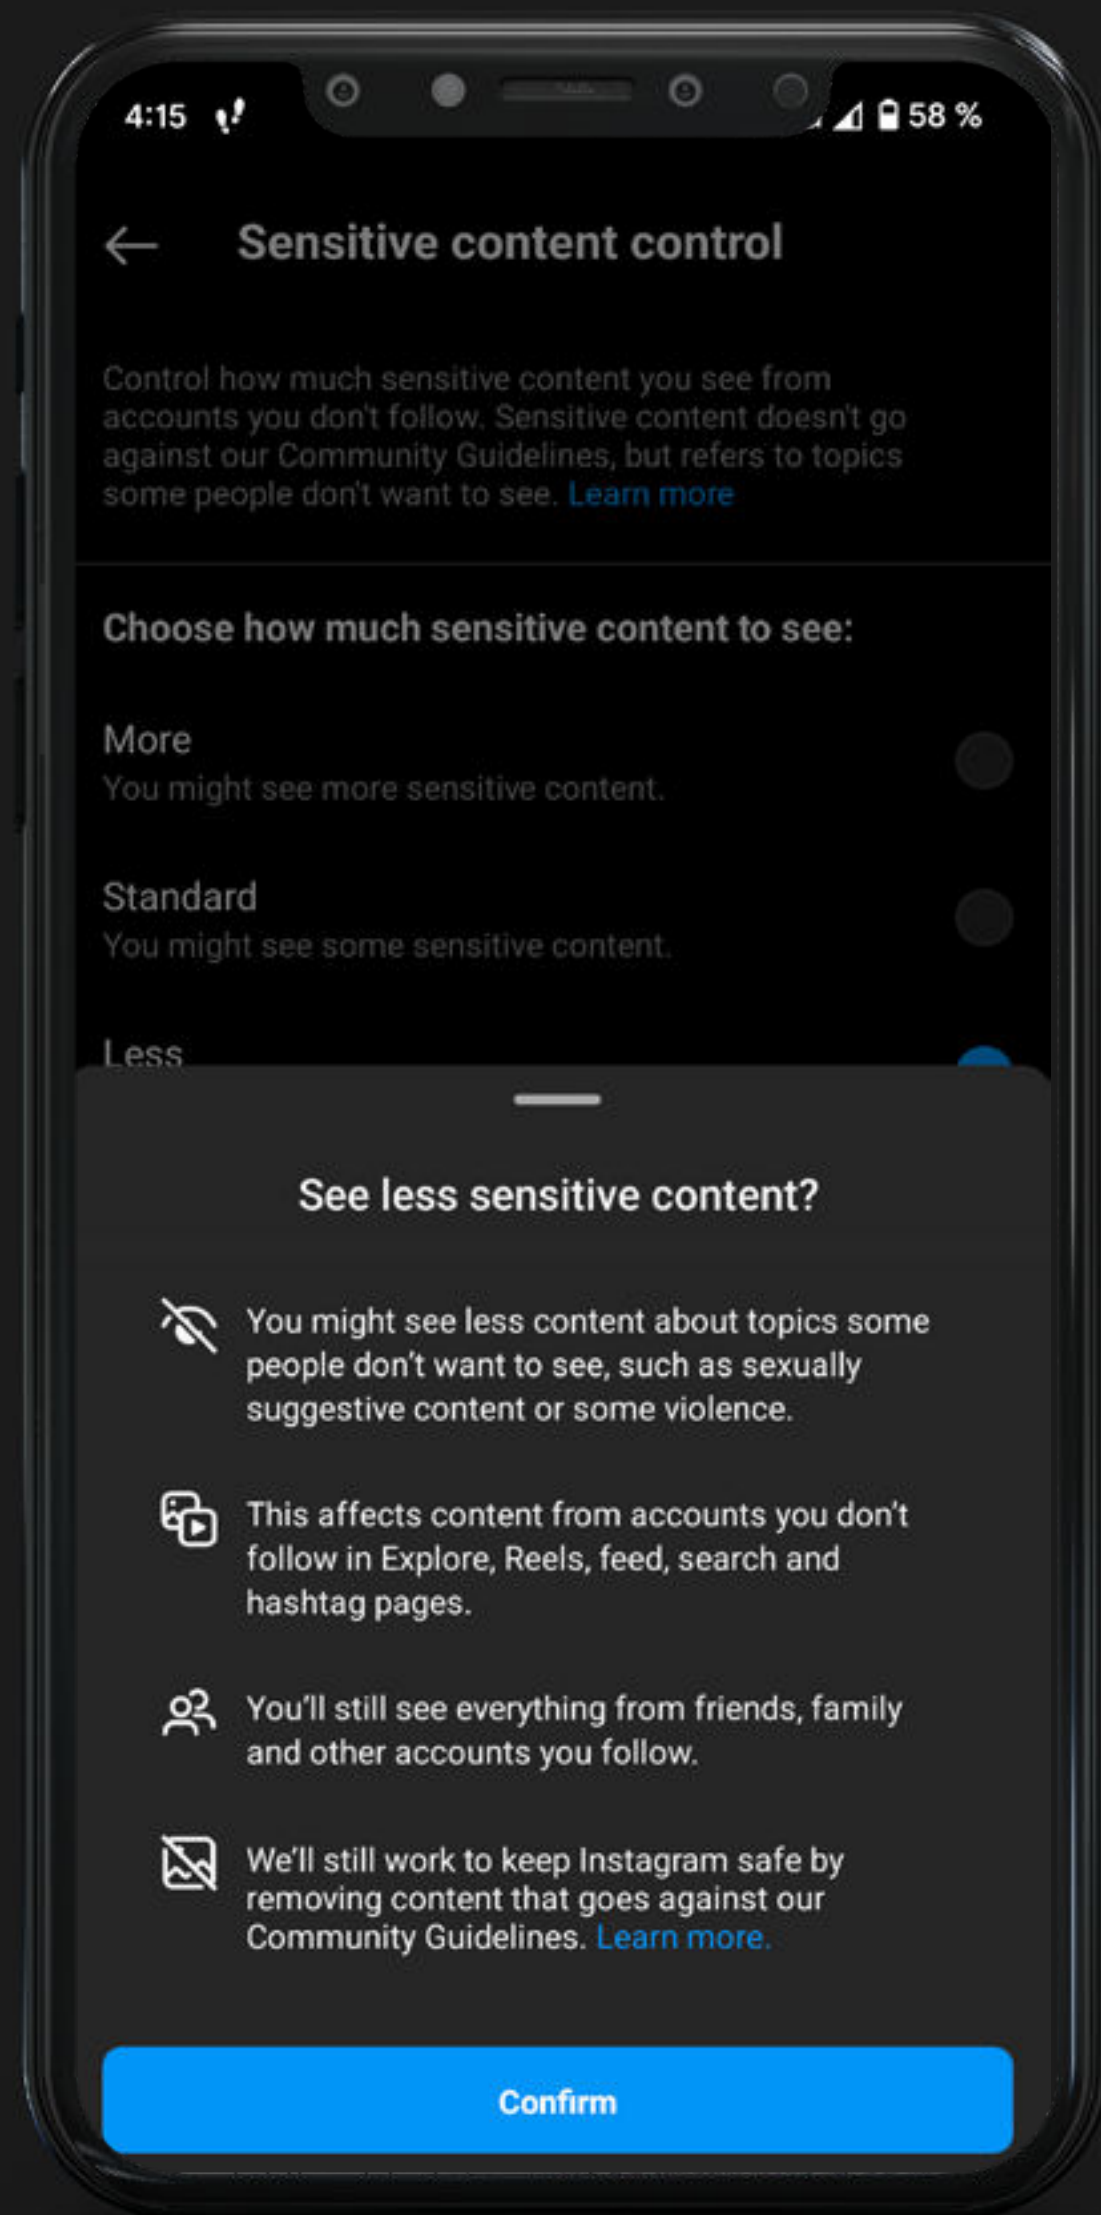 4:15
58 %
Sensitive content control
Control how much sensitive content you see from
accounts you don't follow. Sensitive content doesn't go
against our Community Guidelines, but refers to topics
some people don't want to see. Learn more
Choose how much sensitive content to see:
More
You might see more sensitive content.
Standard
You might see some sensitive content.
Less
See less sensitive content?
You might see less content about topics some
people don't want to see, such as sexually
suggestive content or some violence.
This affects content from accounts you don't
follow in Explore, Reels, feed, search and
hashtag pages.
You'll still see everything from friends, family
and other accounts you follow.
We'll still work to keep Instagram safe by
removing content that goes against our
Community Guidelines. Learn more.
Confirm